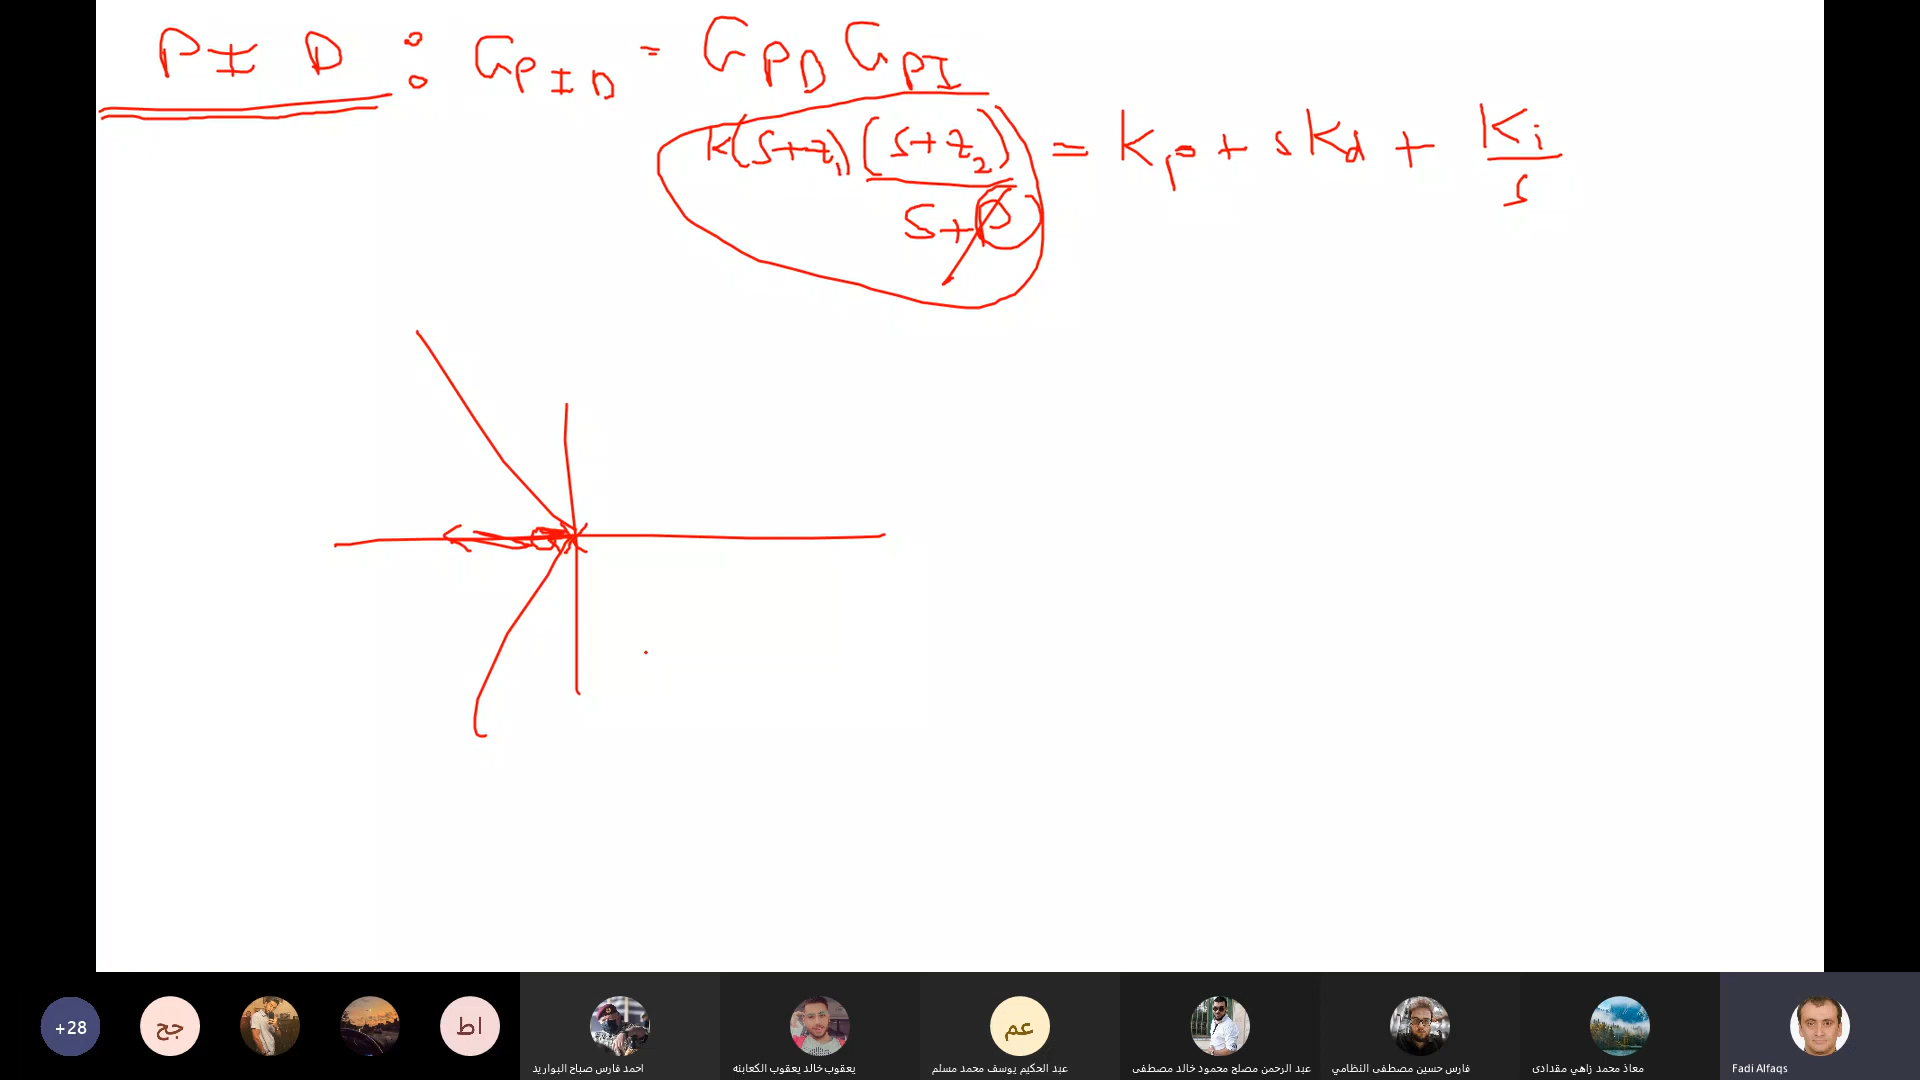 PID : G_PID = G_PD G_PI
K(s+z₁)(s+z₂) = Kp + sKd + Ki
s+p s
+28
جح
اط
احمد فارس صباح البواريد
يعقوب خالد يعقوب الكعابنه
عم
عبد الحكيم يوسف محمد مسلم
عبد الرحمن مصلح محمود خالد مصطفى
فارس حسين مصطفى النظامي
معاذ محمد زاهي مقدادى
Fadi Alfaqs